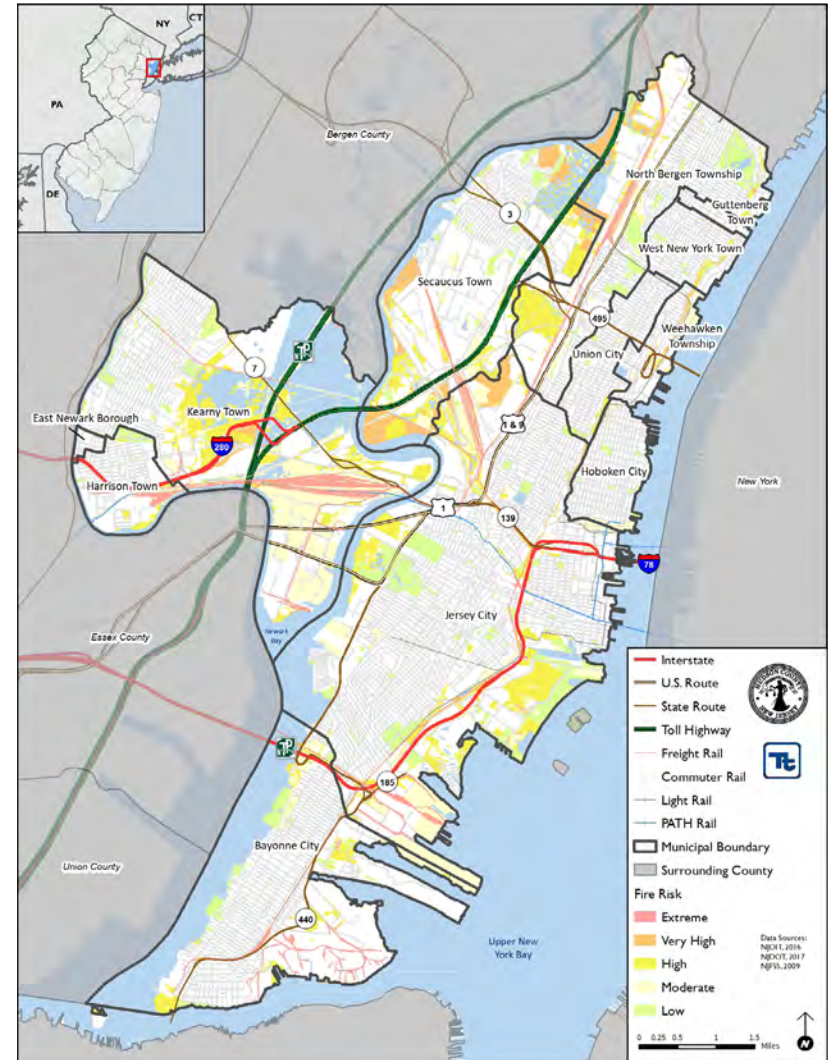 NY
CT
PA
DE
Bergen County
3
North Bergen Township
Guttenberg
Town
West New York Town
Secaucus Town
495
Weehawken
Township
Union City
7
Kearny Town
East Newark Borough
280
1 & 9
Harrison Town
Hoboken City
New York
1
139
78
Jersey City
Essex County
Newark
Bay
185
Bayonne City
Union County
440
Upper New
York Bay
Interstate
U.S. Route
State Route
Toll Highway
Freight Rail
Commuter Rail
Light Rail
PATH Rail
Municipal Boundary
Surrounding County
HUDSON COUNTY
NEW JERSEY
Tt
Fire Risk
Extreme
Very High
High
Moderate
Low
Data Sources:
NJOIT, 2016
NJDOT, 2017
NJFSS, 2009
0 0.25 0.5 1 1.5
Miles
N